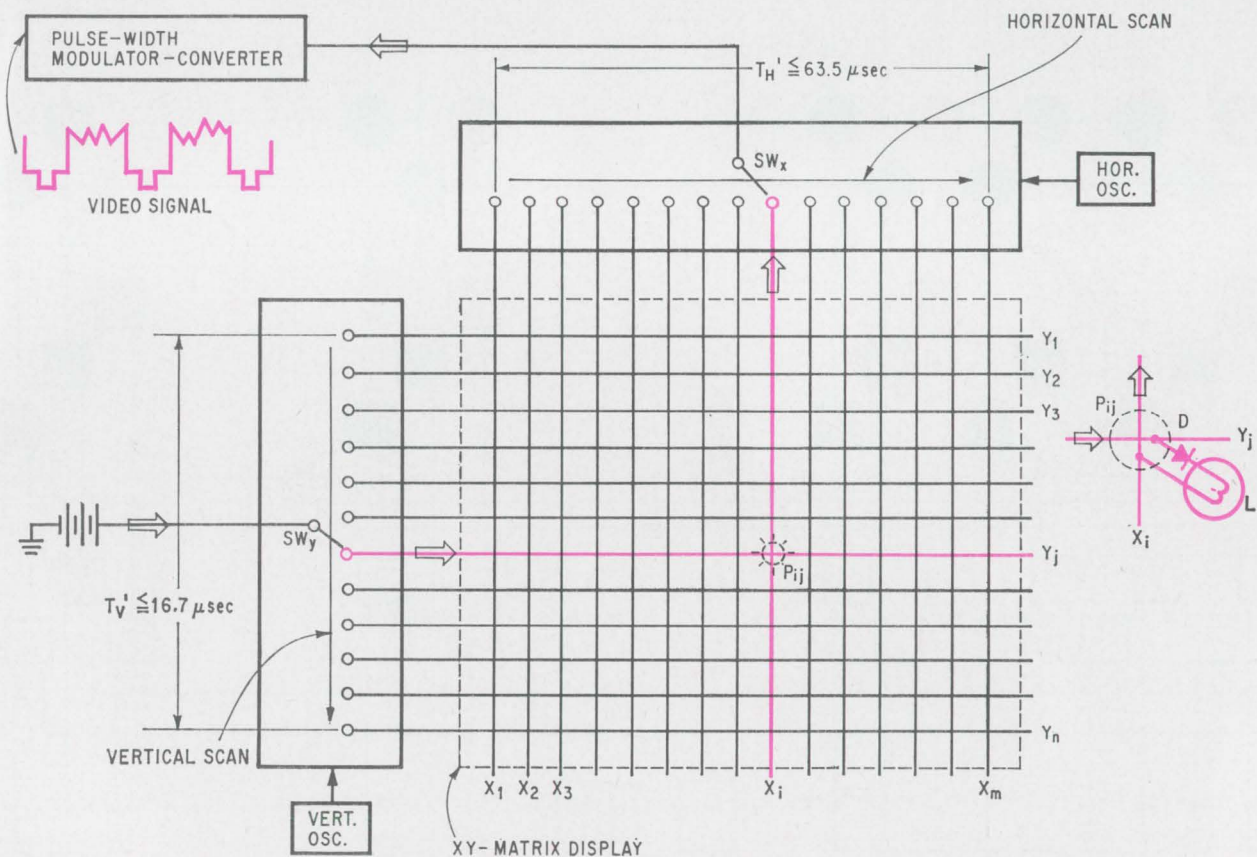 PULSE-WIDTH
MODULATOR-CONVERTER
VIDEO SIGNAL
HORIZONTAL SCAN
T_H' ≦ 63.5 μsec
SW_x
HOR.
OSC.
SW_y
T_V' ≦ 16.7 μsec
VERTICAL SCAN
VERT.
OSC.
Y_1
Y_2
Y_3
Y_j
Y_n
P_ij
X_1 X_2 X_3 X_i X_m
XY-MATRIX DISPLAY
P_ij
D
Y_j
L
X_i